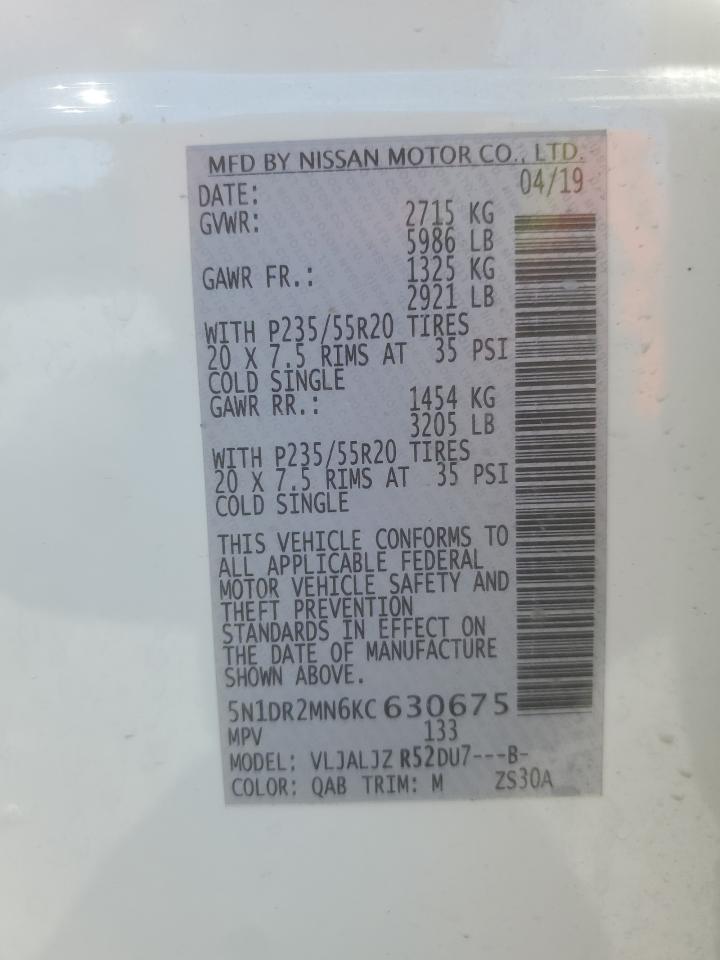 MFD BY NISSAN MOTOR CO., LTD.
DATE: 04/19
GVWR: 2715 KG
5986 LB
GAWR FR.: 1325 KG
2921 LB
WITH P235/55R20 TIRES
20 X 7.5 RIMS AT 35 PSI
COLD SINGLE
GAWR RR.: 1454 KG
3205 LB
WITH P235/55R20 TIRES
20 X 7.5 RIMS AT 35 PSI
COLD SINGLE
THIS VEHICLE CONFORMS TO
ALL APPLICABLE FEDERAL
MOTOR VEHICLE SAFETY AND
THEFT PREVENTION
STANDARDS IN EFFECT ON
THE DATE OF MANUFACTURE
SHOWN ABOVE.
5N1DR2MN6KC 630675
MPV 133
MODEL: VLJALJZ R52DU7---B-
COLOR: QAB TRIM: M ZS30A